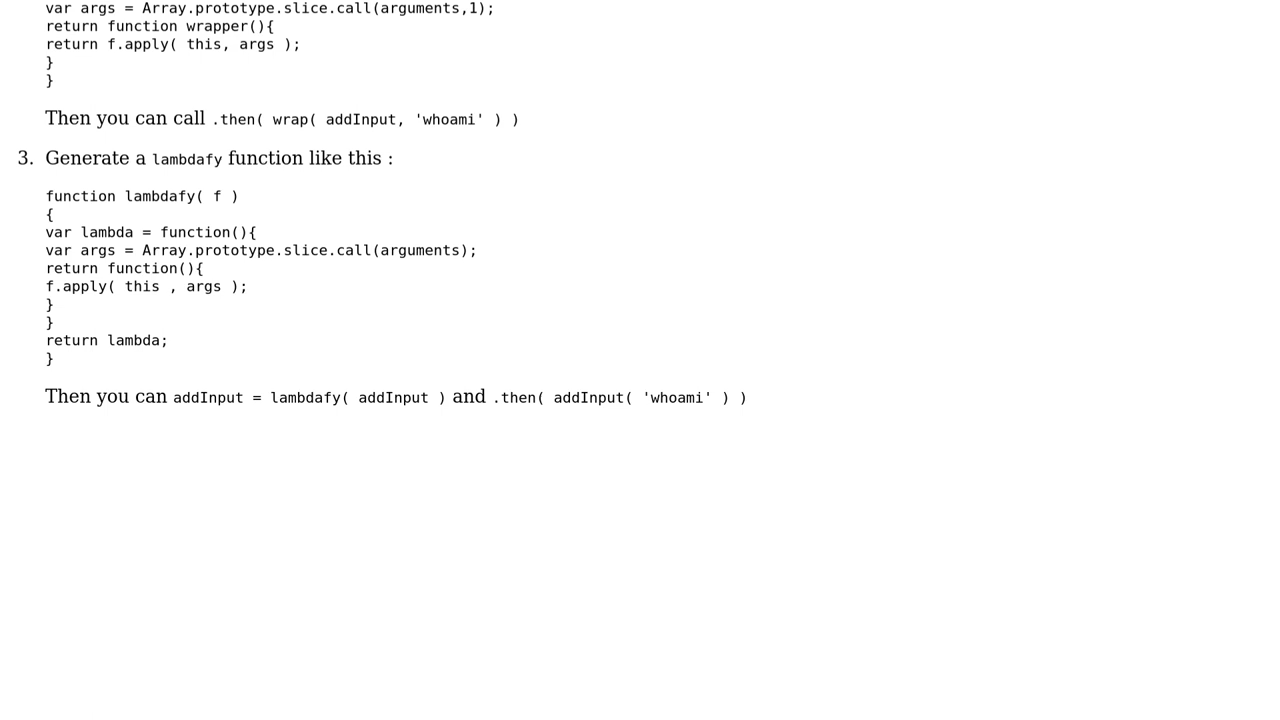 var args = Array.prototype.slice.call(arguments,1);
return function wrapper(){
return f.apply( this, args );
}
}
Then you can call .then( wrap( addInput, 'whoami' ) )
3. Generate a lambdafy function like this :
function lambdafy( f )
{
var lambda = function(){
var args = Array.prototype.slice.call(arguments);
return function(){
f.apply( this , args );
}
}
return lambda;
}
Then you can addInput = lambdafy( addInput ) and .then( addInput( 'whoami' ) )